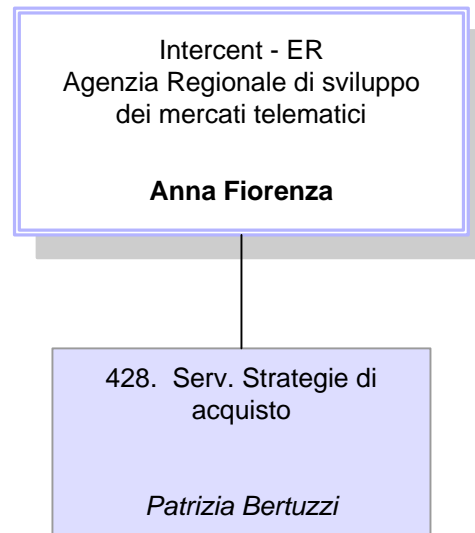 Intercent - ER
Agenzia Regionale di sviluppo
dei mercati telematici
Anna Fiorenza
428. Serv. Strategie di
acquisto
Patrizia Bertuzzi